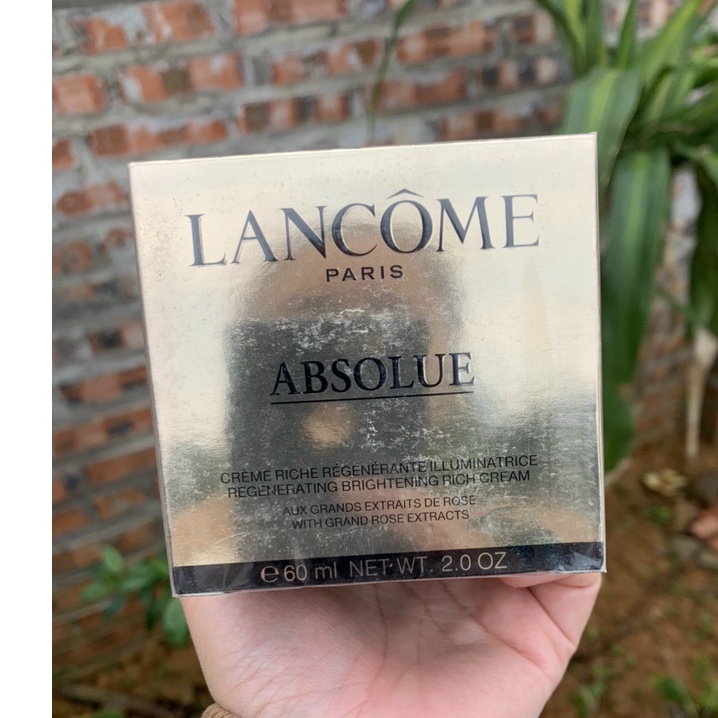 LANCÔME
PARIS
ABSOLUE
CRÈME RICHE RÉGÉNÉRANTE ILLUMINATRICE
REGENERATING BRIGHTENING RICH CREAM
AUX GRANDS EXTRAITS DE ROSE
WITH GRAND ROSE EXTRACTS
℮ 60 ml NET WT. 2.0 OZ